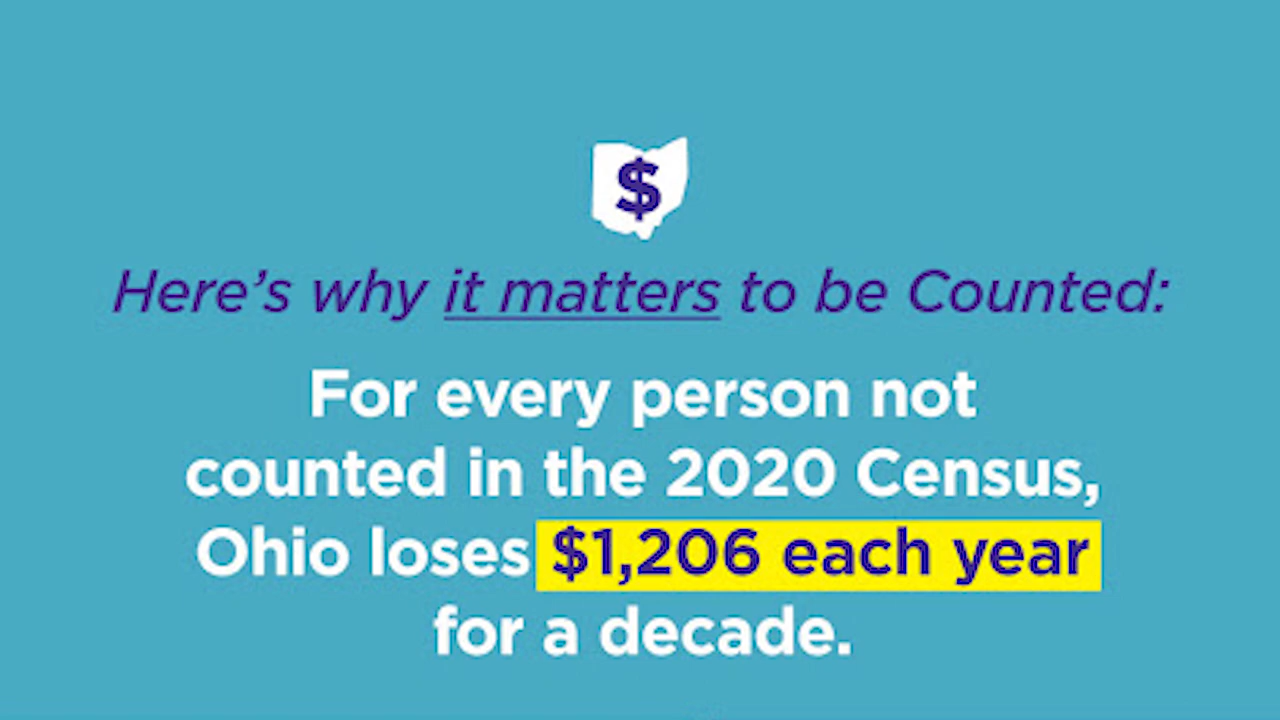 $
Here's why it matters to be Counted:
For every person not
counted in the 2020 Census,
Ohio loses $1,206 each year
for a decade.